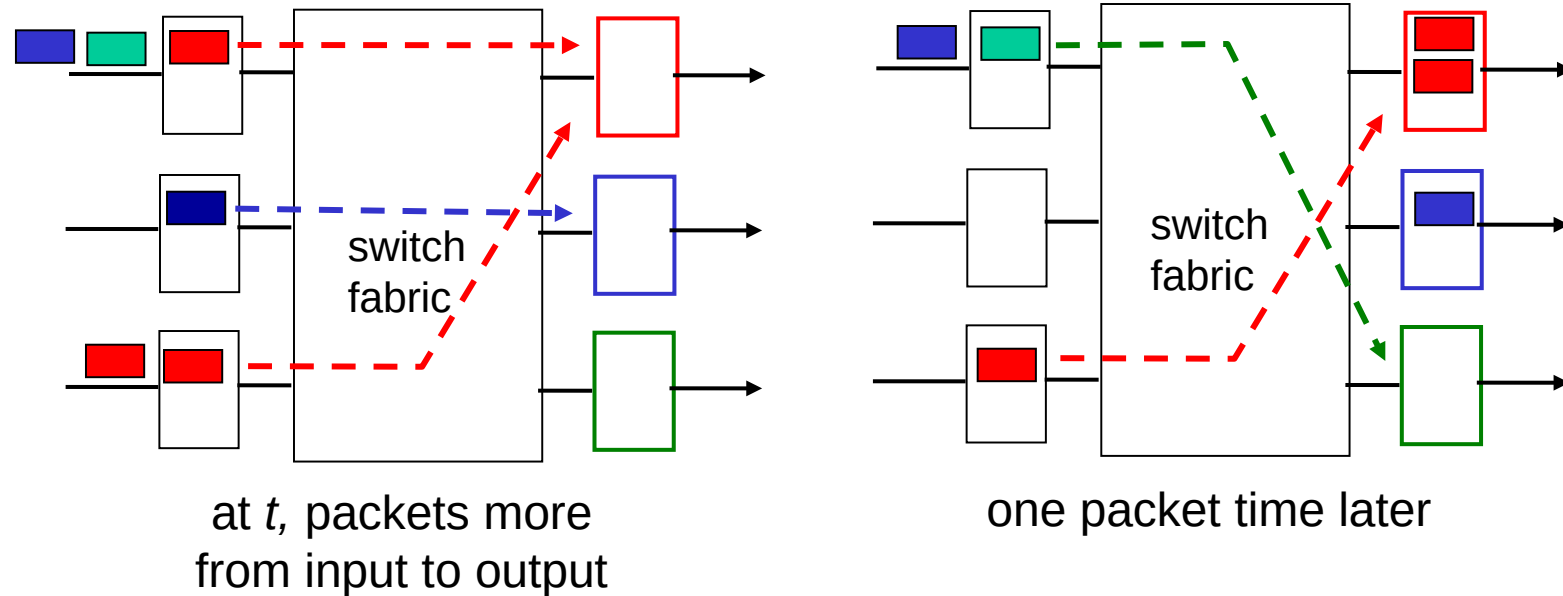 switch
fabric
at t, packets more
from input to output
switch
fabric
one packet time later